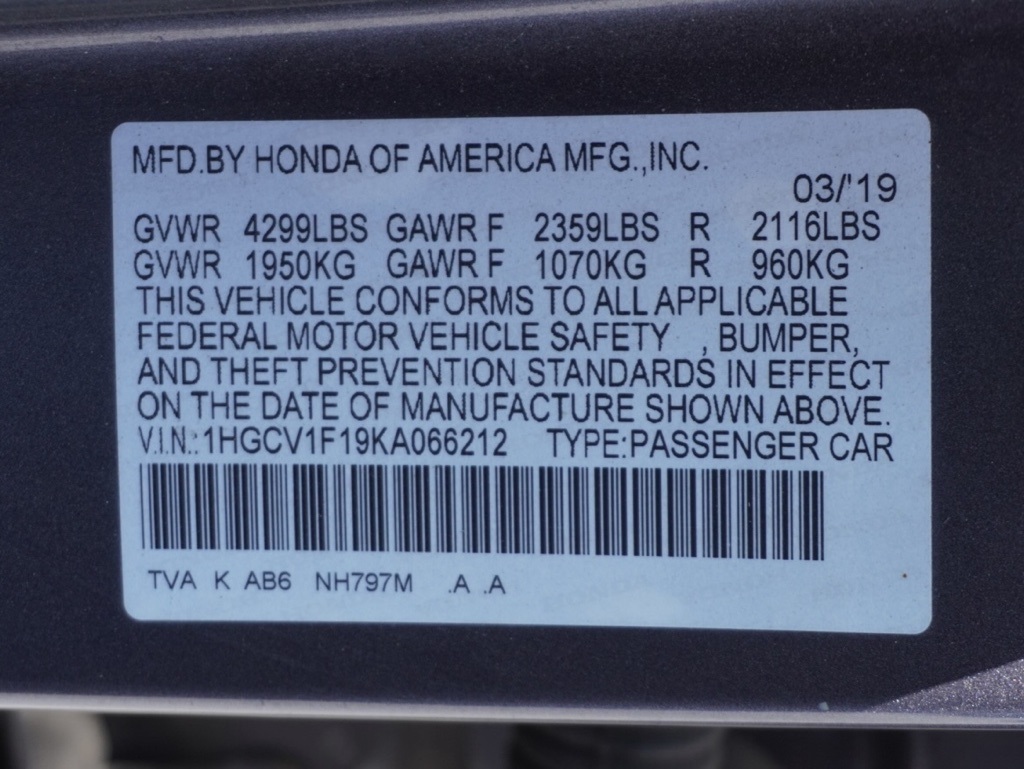 MFD.BY HONDA OF AMERICA MFG.,INC.
03/'19
GVWR 4299LBS GAWR F 2359LBS R 2116LBS
GVWR 1950KG GAWR F 1070KG R 960KG
THIS VEHICLE CONFORMS TO ALL APPLICABLE
FEDERAL MOTOR VEHICLE SAFETY , BUMPER,
AND THEFT PREVENTION STANDARDS IN EFFECT
ON THE DATE OF MANUFACTURE SHOWN ABOVE.
V.I.N.:1HGCV1F19KA066212 TYPE:PASSENGER CAR
TVA K AB6 NH797M .A .A